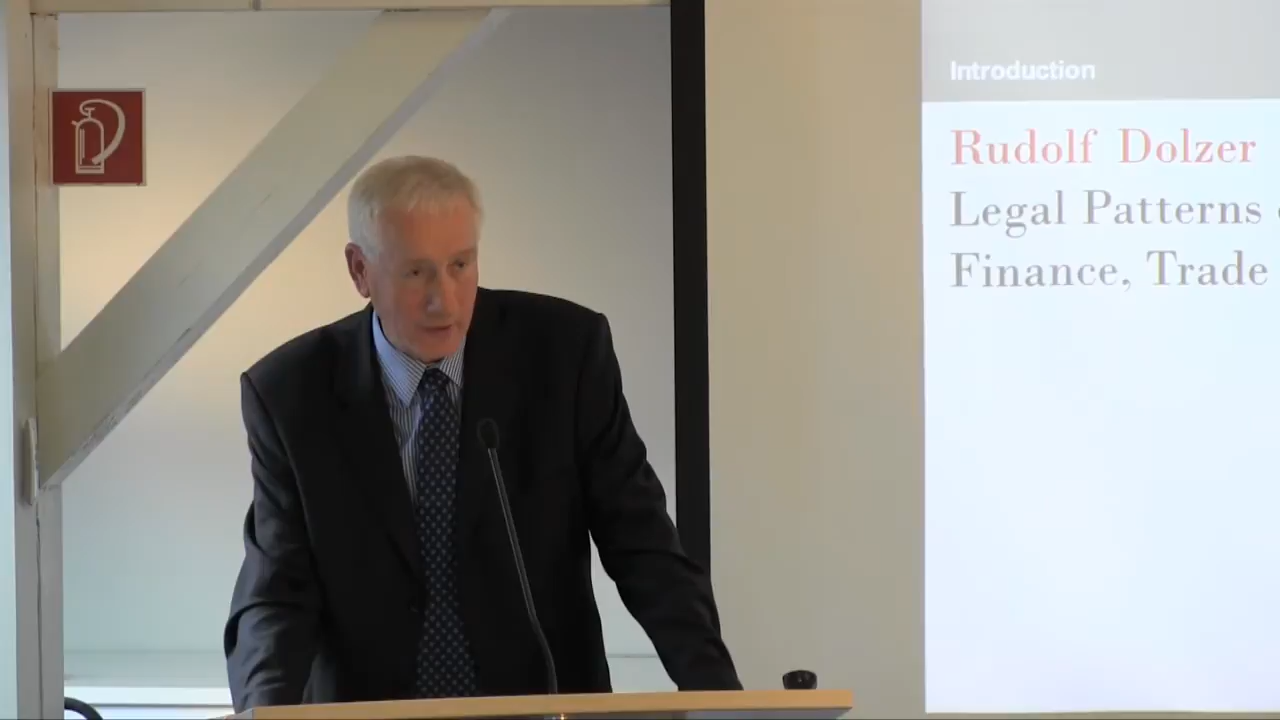 Introduction
Rudolf Dolzer
Legal Patterns
Finance, Trade